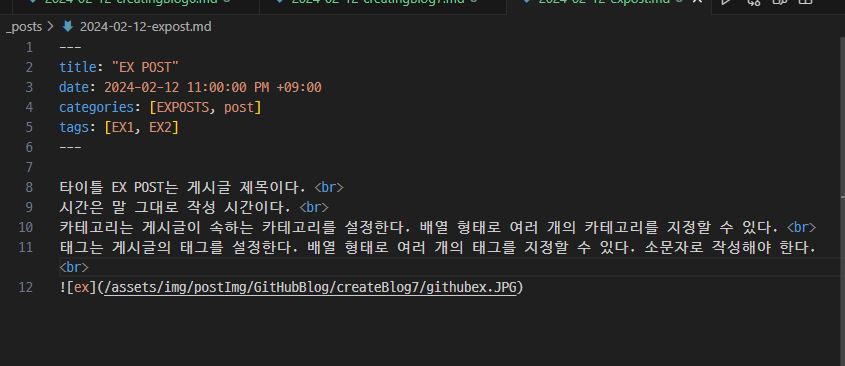 2024-02-12-creatingBlog6.md 2024-02-12-creatingBlog7.md 2024-02-12-expost.md
_posts > 2024-02-12-expost.md
1 ---
2 title: "EX POST"
3 date: 2024-02-12 11:00:00 PM +09:00
4 categories: [EXPOSTS, post]
5 tags: [EX1, EX2]
6 ---
7
8 타이틀 EX POST는 게시글 제목이다. <br>
9 시간은 말 그대로 작성 시간이다. <br>
10 카테고리는 게시글이 속하는 카테고리를 설정한다. 배열 형태로 여러 개의 카테고리를 지정할 수 있다. <br>
11 태그는 게시글의 태그를 설정한다. 배열 형태로 여러 개의 태그를 지정할 수 있다. 소문자로 작성해야 한다.
<br>
12 ![ex](/assets/img/postImg/GitHubBlog/createBlog7/githubex.JPG)